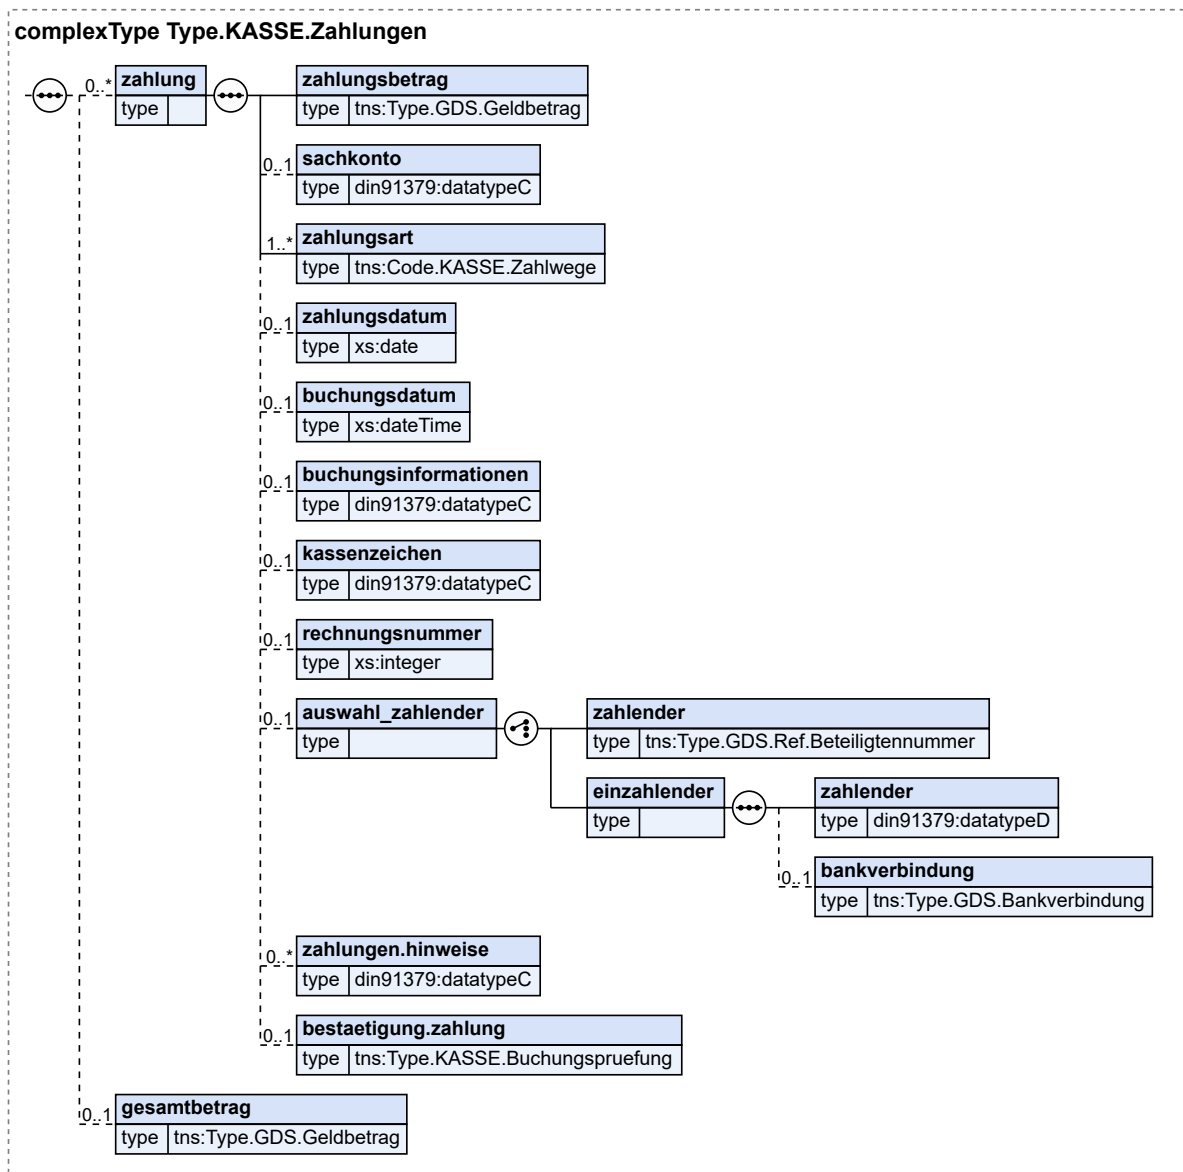 complexType Type.KASSE.Zahlungen
0..* zahlung
type
zahlungsbetrag
type tns:Type.GDS.Geldbetrag
0..1 sachkonto
type din91379:datatypeC
1..* zahlungsart
type tns:Code.KASSE.Zahlwege
0..1 zahlungsdatum
type xs:date
0..1 buchungsdatum
type xs:dateTime
0..1 buchungsinformationen
type din91379:datatypeC
0..1 kassenzeichen
type din91379:datatypeC
0..1 rechnungsnummer
type xs:integer
0..1 auswahl_zahlender
type
zahlender
type tns:Type.GDS.Ref.Beteiligtennummer
einzahlender
type
zahlender
type din91379:datatypeD
0..1 bankverbindung
type tns:Type.GDS.Bankverbindung
0..* zahlungen.hinweise
type din91379:datatypeC
0..1 bestaetigung.zahlung
type tns:Type.KASSE.Buchungspruefung
0..1 gesamtbetrag
type tns:Type.GDS.Geldbetrag